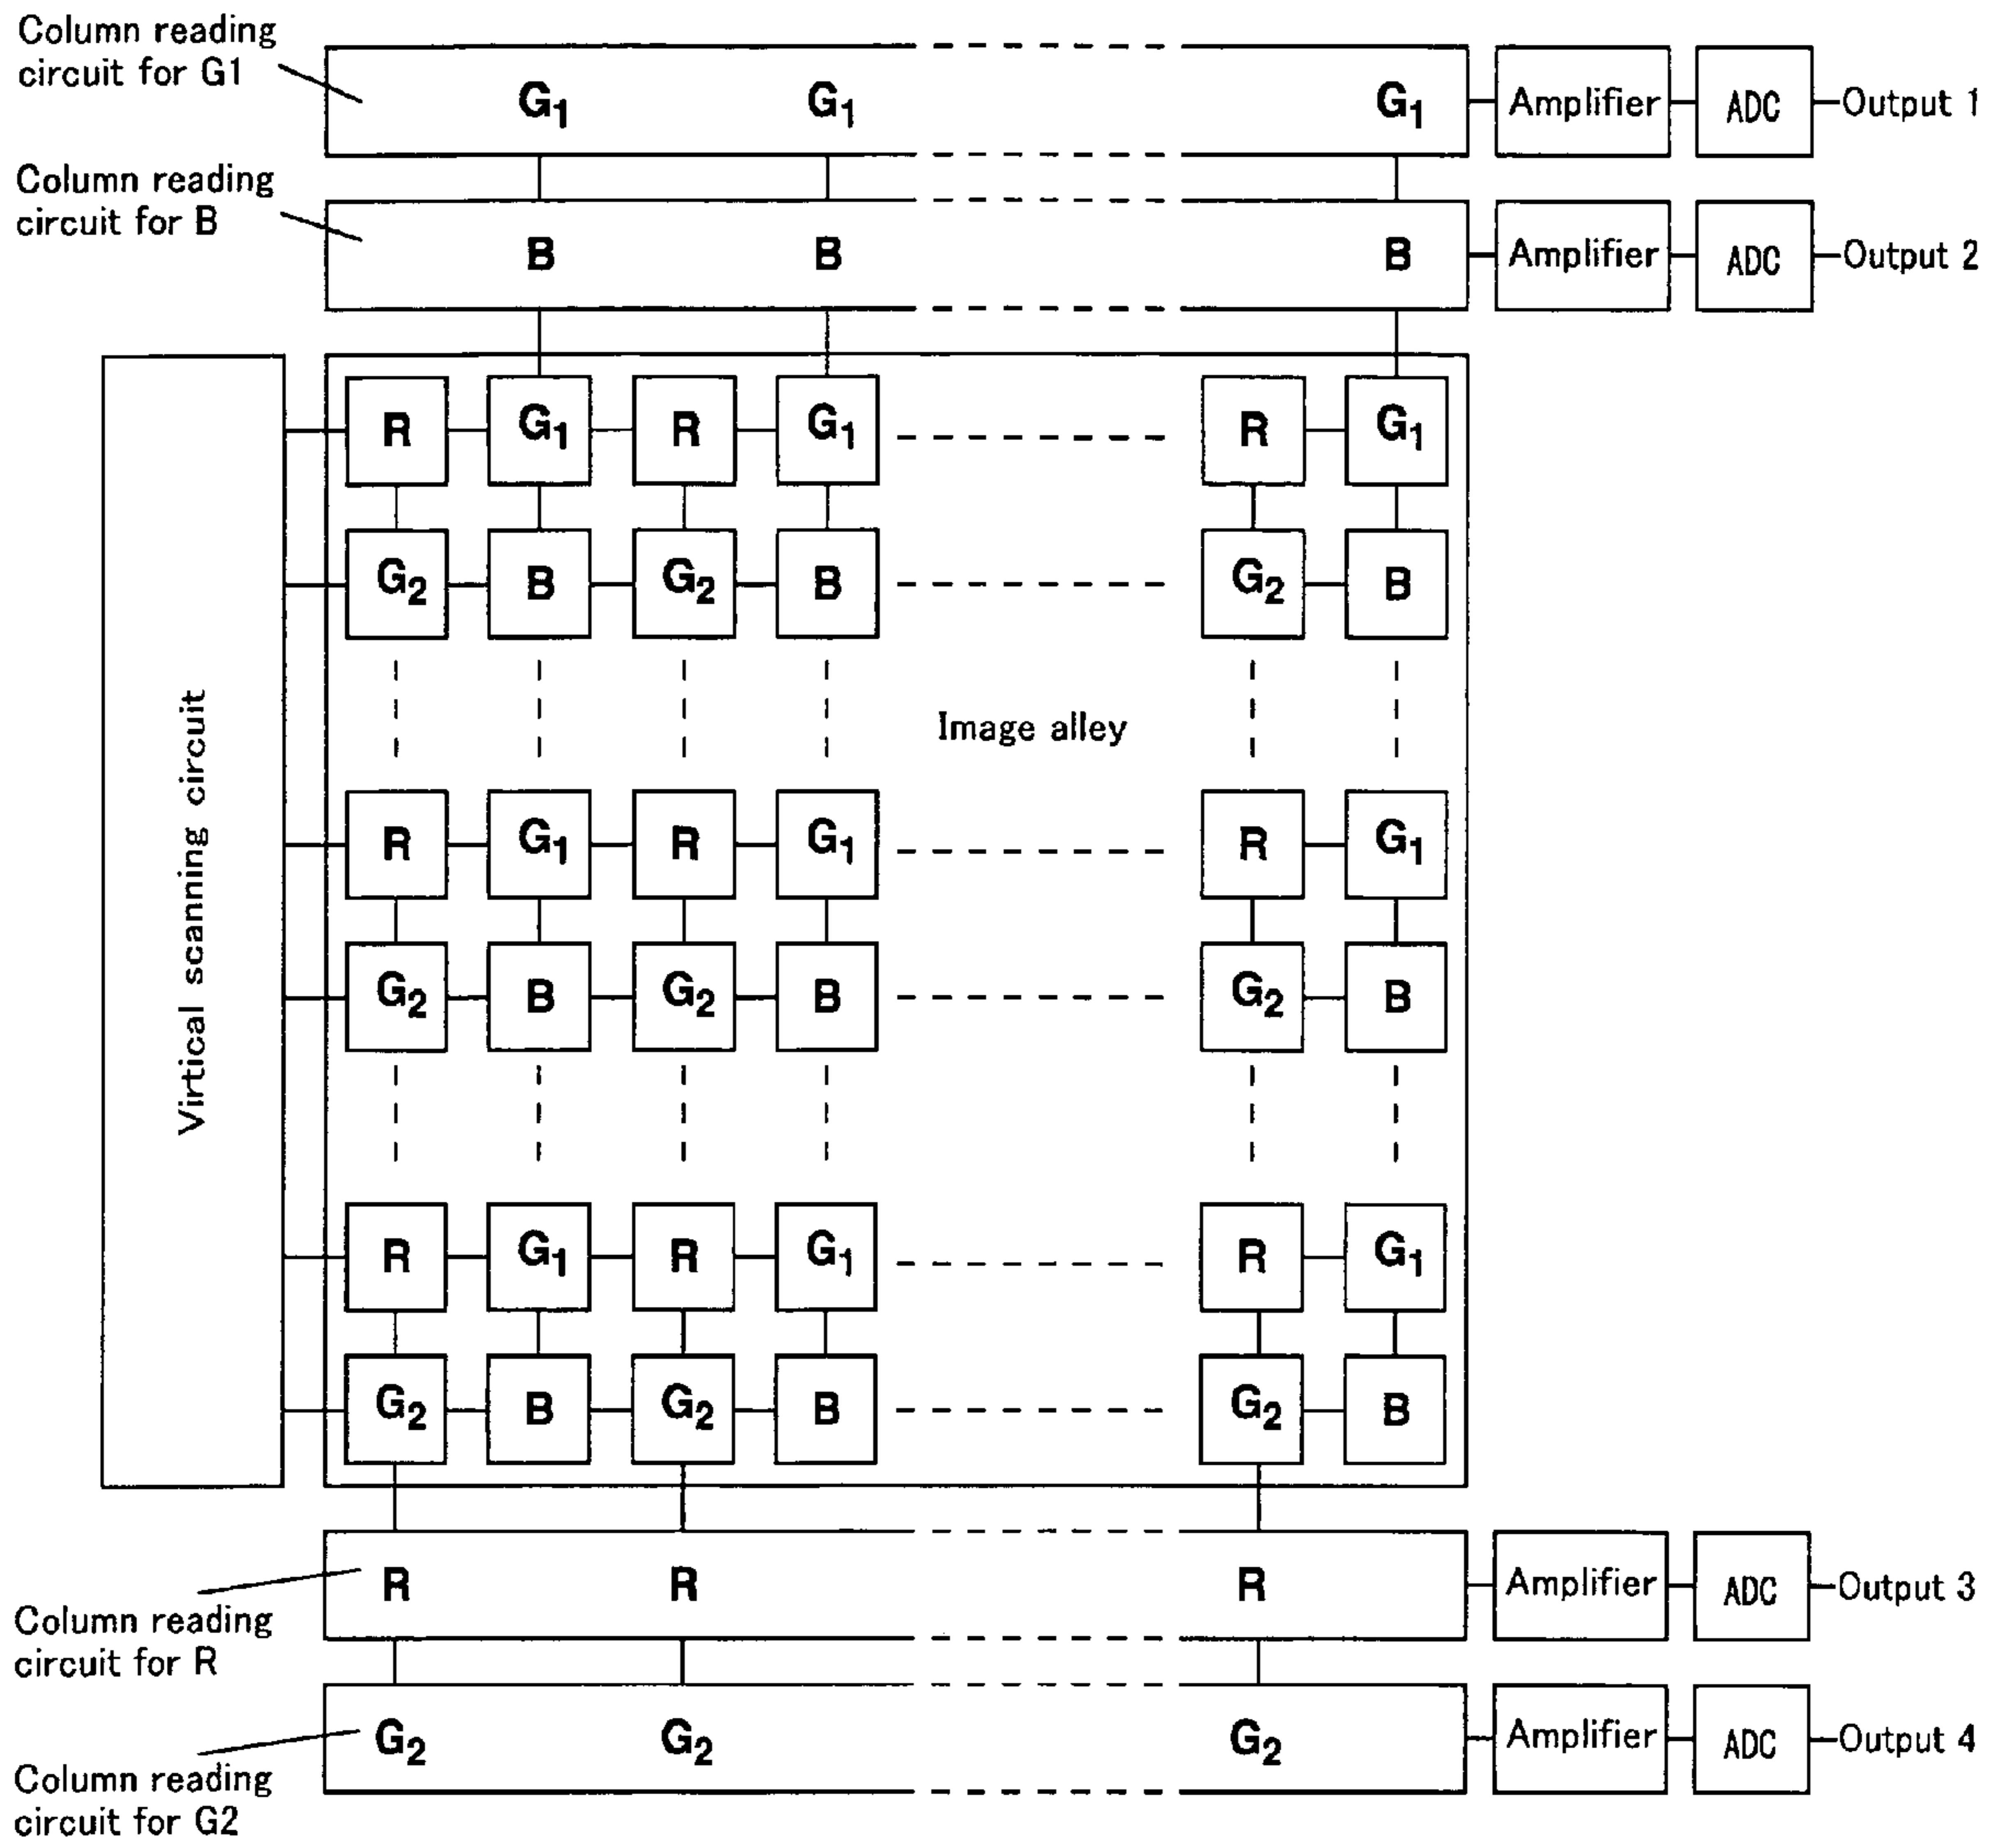 Column reading
circuit for G1
G1 G1 G1 Amplifier ADC Output 1
Column reading
circuit for B
B B B Amplifier ADC Output 2
Virtical scanning circuit
R G1 R G1 R G1
G2 B G2 B G2 B
Image alley
R G1 R G1 R G1
G2 B G2 B G2 B
R G1 R G1 R G1
G2 B G2 B G2 B
R R R Amplifier ADC Output 3
Column reading
circuit for R
G2 G2 G2 Amplifier ADC Output 4
Column reading
circuit for G2